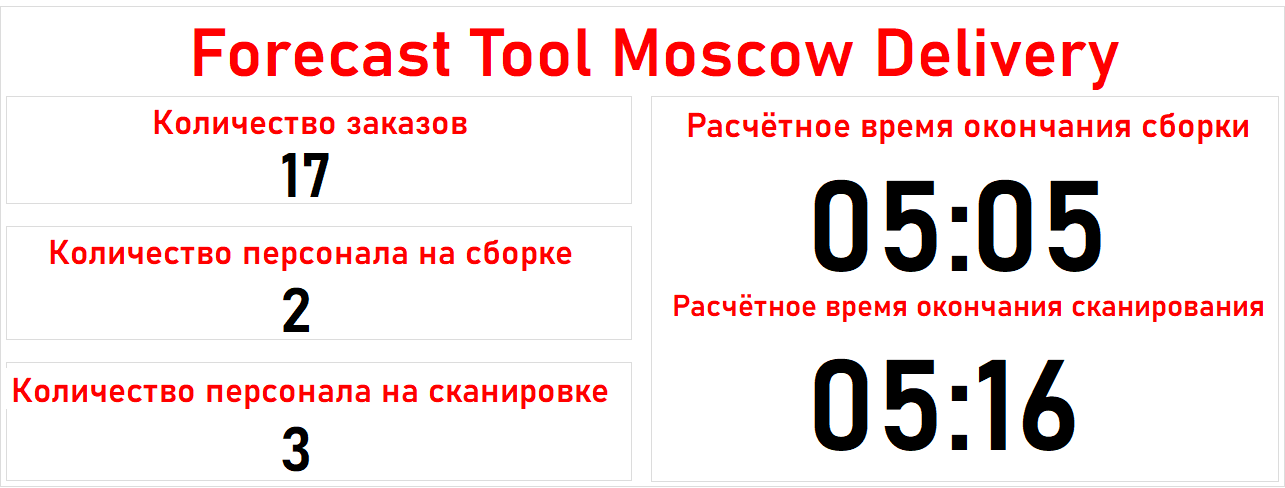 Forecast Tool Moscow Delivery
Количество заказов
17
Количество персонала на сборке
2
Количество персонала на сканировке
3
Расчётное время окончания сборки
05:05
Расчётное время окончания сканирования
05:16